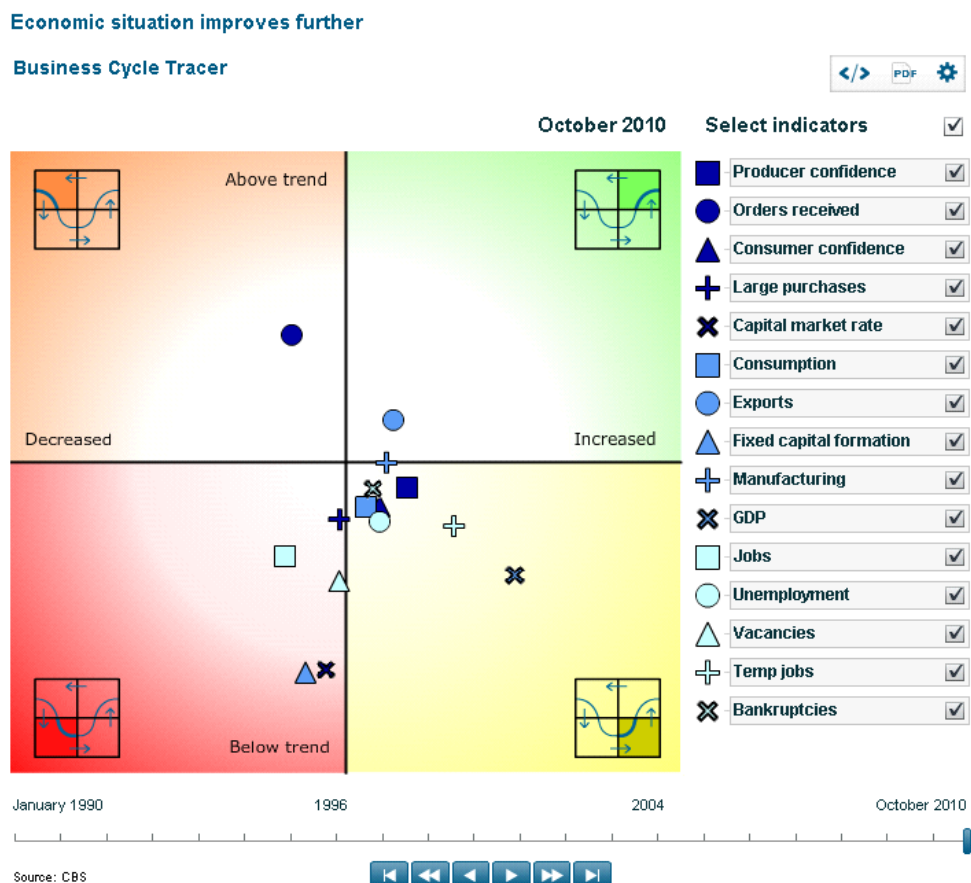 Economic situation improves further
Business Cycle Tracer
</> PDF
October 2010 Select indicators
Above trend
Decreased
Increased
Below trend
Producer confidence
Orders received
Consumer confidence
Large purchases
Capital market rate
Consumption
Exports
Fixed capital formation
Manufacturing
GDP
Jobs
Unemployment
Vacancies
Temp jobs
Bankruptcies
January 1990 1996 2004 October 2010
Source: CBS